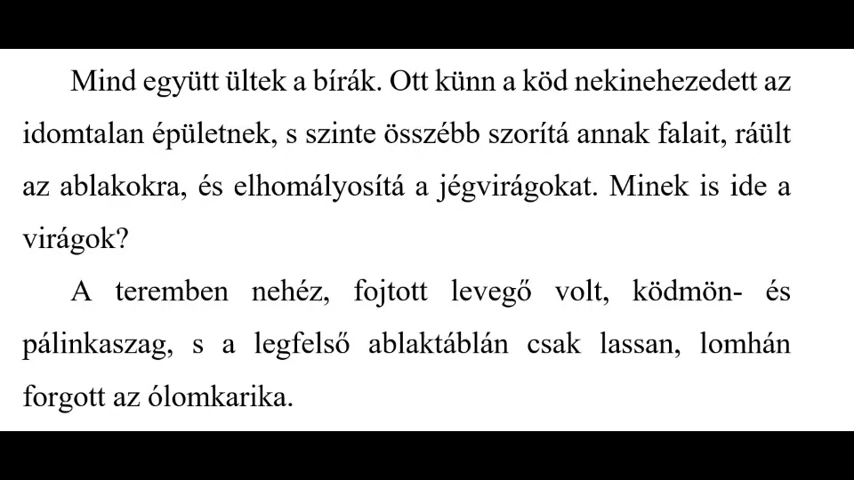 Mind együtt ültek a bírák. Ott künn a köd nekinehezedett az
idomtalan épületnek, s szinte összébb szorítá annak falait, ráült
az ablakokra, és elhomályosítá a jégvirágokat. Minek is ide a
virágok?
A teremben nehéz, fojtott levegő volt, ködmön- és
pálinkaszag, s a legfelső ablaktáblán csak lassan, lomhán
forgott az ólomkarika.